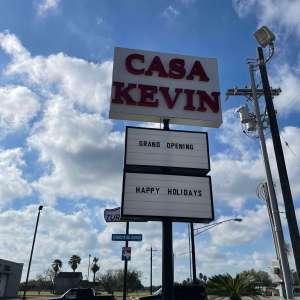 CASA
KEVIN
GRAND OPENING
HAPPY HOLIDAYS